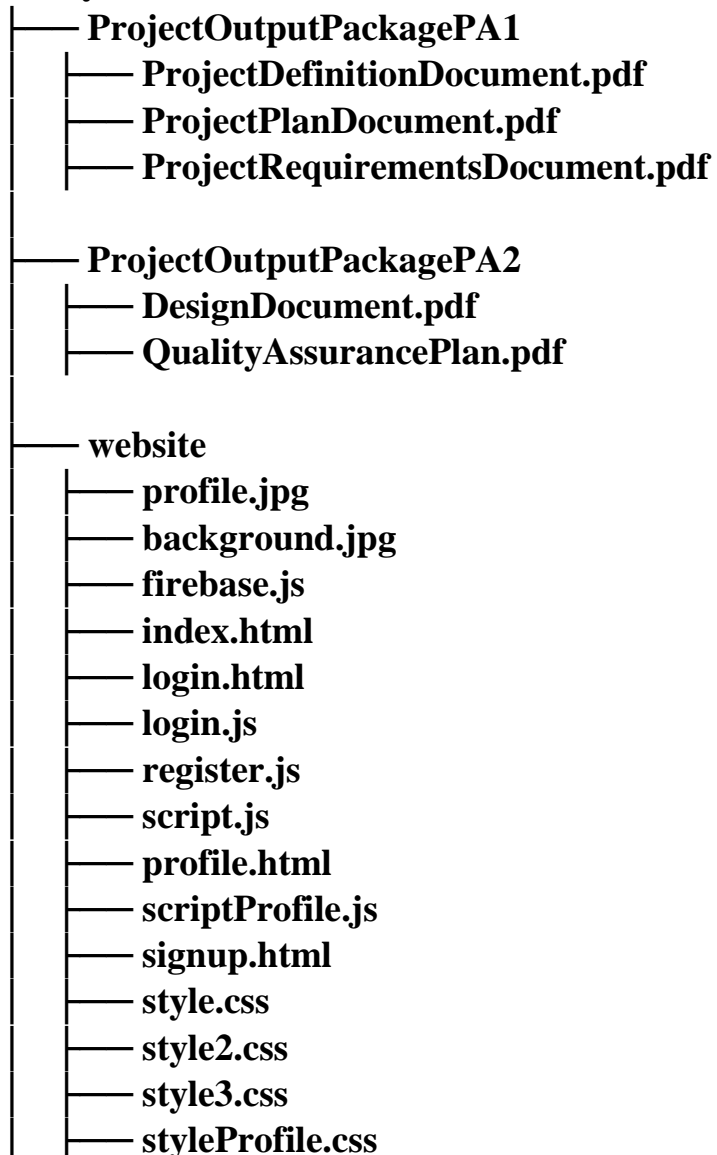 ProjectOutputPackagePA1
ProjectDefinitionDocument.pdf
ProjectPlanDocument.pdf
ProjectRequirementsDocument.pdf
ProjectOutputPackagePA2
DesignDocument.pdf
QualityAssurancePlan.pdf
website
profile.jpg
background.jpg
firebase.js
index.html
login.html
login.js
register.js
script.js
profile.html
scriptProfile.js
signup.html
style.css
style2.css
style3.css
styleProfile.css